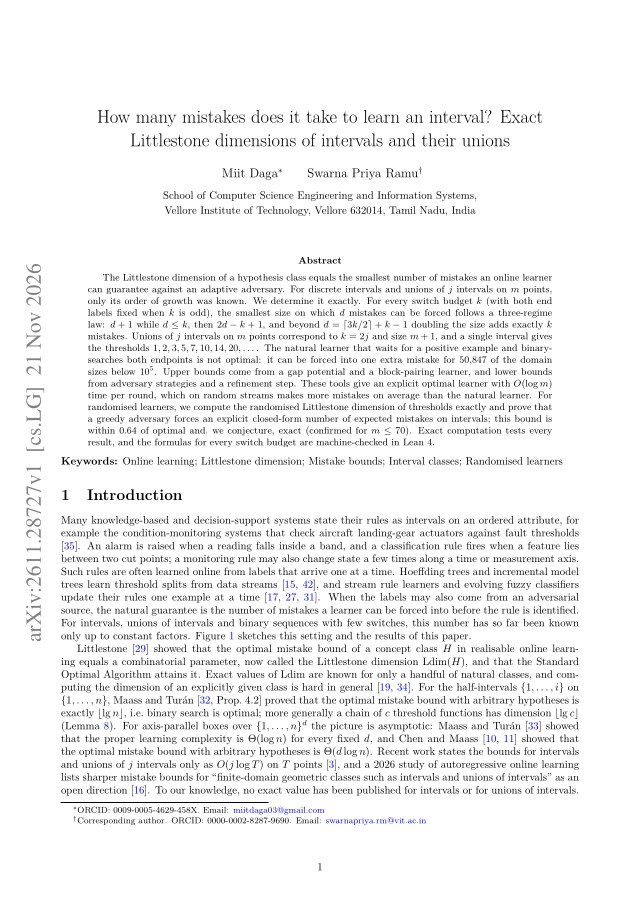 How many mistakes does it take to learn an interval? Exact
Littlestone dimensions of intervals and their unions
Miit Daga* Swarna Priya Ramu†
School of Computer Science Engineering and Information Systems,
Vellore Institute of Technology, Vellore 632014, Tamil Nadu, India
Abstract
The Littlestone dimension of a hypothesis class equals the smallest number of mistakes an online learner
can guarantee against an adaptive adversary. For discrete intervals and unions of j intervals on m points,
only its order of growth was known. We determine it exactly. For every switch budget k (with both end
labels fixed when k is odd), the smallest size on which d mistakes can be forced follows a three-regime
law: d + 1 while d ≤ k, then 2d − k + 1, and beyond d = ⌈3k/2⌉ + k − 1 doubling the size adds exactly k
mistakes. Unions of j intervals on m points correspond to k = 2j and size m + 1, and a single interval gives
the thresholds 1, 2, 3, 5, 7, 10, 14, 20, . . . . The natural learner that waits for a positive example and binary-
searches both endpoints is not optimal: it can be forced into one extra mistake for 50,847 of the domain
sizes below 10⁵. Upper bounds come from a gap potential and a block-pairing learner, and lower bounds
from adversary strategies and a refinement step. These tools give an explicit optimal learner with O(log m)
time per round, which on random streams makes more mistakes on average than the natural learner. For
randomised learners, we compute the randomised Littlestone dimension of thresholds exactly and prove that
a greedy adversary forces an explicit closed-form number of expected mistakes on intervals; this bound is
within 0.64 of optimal and, we conjecture, exact (confirmed for m ≤ 70). Exact computation tests every
result, and the formulas for every switch budget are machine-checked in Lean 4.
Keywords: Online learning; Littlestone dimension; Mistake bounds; Interval classes; Randomised learners
1 Introduction
Many knowledge-based and decision-support systems state their rules as intervals on an ordered attribute, for
example the condition-monitoring systems that check aircraft landing-gear actuators against fault thresholds
[35]. An alarm is raised when a reading falls inside a band, and a classification rule fires when a feature lies
between two cut points; a monitoring rule may also change state a few times along a time or measurement axis.
Such rules are often learned online from labels that arrive one at a time. Hoeffding trees and incremental model
trees learn threshold splits from data streams [15, 42], and stream rule learners and evolving fuzzy classifiers
update their rules one example at a time [17, 27, 31]. When the labels may also come from an adversarial
source, the natural guarantee is the number of mistakes a learner can be forced into before the rule is identified.
For intervals, unions of intervals and binary sequences with few switches, this number has so far been known
only up to constant factors. Figure 1 sketches this setting and the results of this paper.
Littlestone [29] showed that the optimal mistake bound of a concept class H in realisable online learn-
ing equals a combinatorial parameter, now called the Littlestone dimension Ldim(H), and that the Standard
Optimal Algorithm attains it. Exact values of Ldim are known for only a handful of natural classes, and com-
puting the dimension of an explicitly given class is hard in general [19, 34]. For the half-intervals {1, . . . , i} on
{1, . . . , n}, Maass and Turán [32, Prop. 4.2] proved that the optimal mistake bound with arbitrary hypotheses is
exactly ⌊lg n⌋, i.e. binary search is optimal; more generally a chain of c threshold functions has dimension ⌊lg c⌋
(Lemma 8). For axis-parallel boxes over {1, . . . , n}ᵈ the picture is asymptotic: Maass and Turán [33] showed
that the proper learning complexity is Θ(log n) for every fixed d, and Chen and Maass [10, 11] showed that
the optimal mistake bound with arbitrary hypotheses is Θ(d log n). Recent work states the bounds for intervals
and unions of j intervals only as O(j log T) on T points [3], and a 2026 study of autoregressive online learning
lists sharper mistake bounds for “finite-domain geometric classes such as intervals and unions of intervals” as an
open direction [16]. To our knowledge, no exact value has been published for intervals or for unions of intervals.
*ORCID: 0009-0005-4629-458X. Email: miitdaga03@gmail.com
†Corresponding author. ORCID: 0000-0002-8287-9690. Email: swarnapriya.rm@vit.ac.in
1
arXiv:2611.28727v1 [cs.LG] 21 Nov 2026